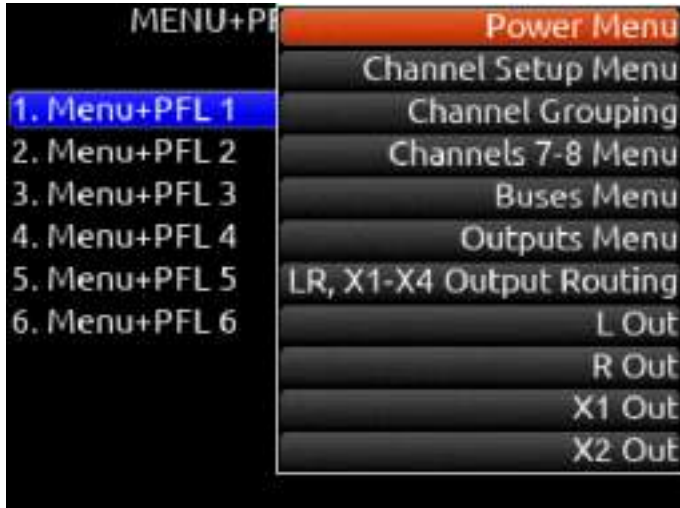 MENU+PF
1. Menu+PFL 1
2. Menu+PFL 2
3. Menu+PFL 3
4. Menu+PFL 4
5. Menu+PFL 5
6. Menu+PFL 6
Power Menu
Channel Setup Menu
Channel Grouping
Channels 7-8 Menu
Buses Menu
Outputs Menu
LR, X1-X4 Output Routing
L Out
R Out
X1 Out
X2 Out